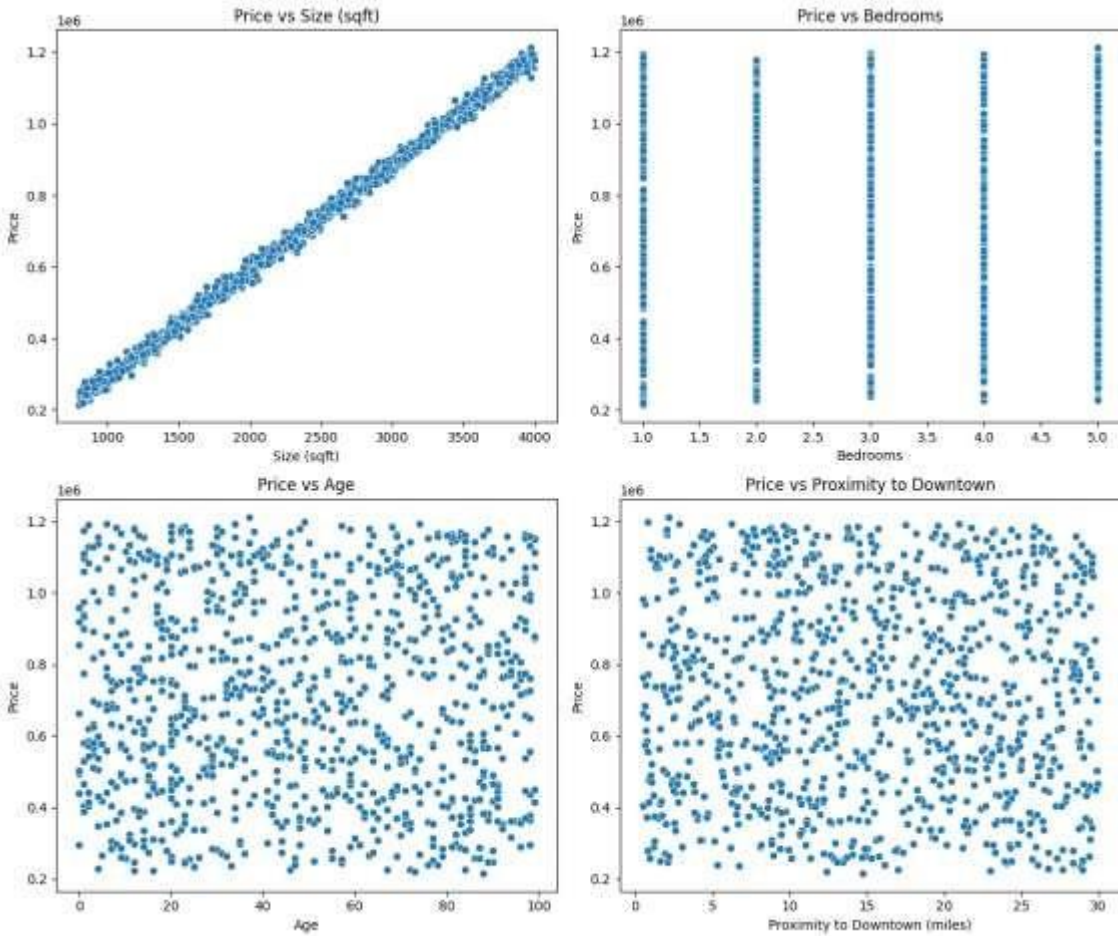 Price vs Size (sqft)
1e6
1.2
1.0
0.8
0.6
0.4
0.2
Price
1000 1500 2000 2500 3000 3500 4000
Size (sqft)
Price vs Bedrooms
1e6
1.2
1.0
0.8
0.6
0.4
0.2
Price
1.0 1.5 2.0 2.5 3.0 3.5 4.0 4.5 5.0
Bedrooms
Price vs Age
1e6
1.2
1.0
0.8
0.6
0.4
0.2
Price
0 20 40 60 80 100
Age
Price vs Proximity to Downtown
1e6
1.2
1.0
0.8
0.6
0.4
0.2
Price
0 5 10 15 20 25 30
Proximity to Downtown (miles)